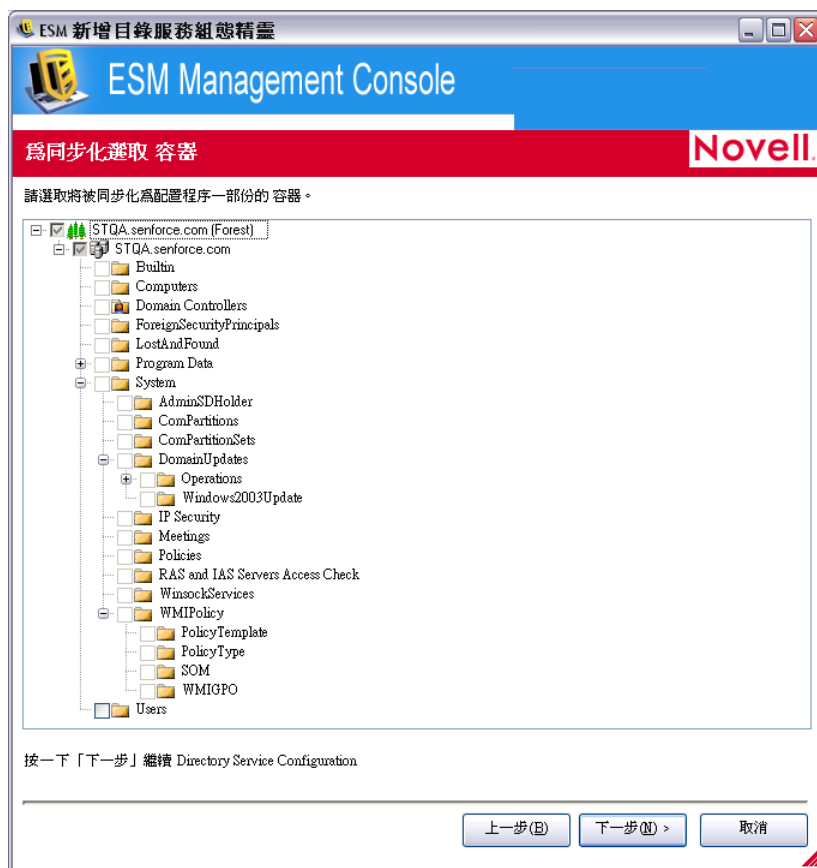 ESM 新增目錄服務組態精靈
ESM Management Console
為同步化選取 容器
Novell.
請選取將被同步化為配置程序一部份的 容器。
STQA.senforce.com (Forest)
STQA.senforce.com
Builtin
Computers
Domain Controllers
ForeignSecurityPrincipals
LostAndFound
Program Data
System
AdminSDHolder
ComPartitions
ComPartitionSets
DomainUpdates
Operations
Windows2003Update
IP Security
Meetings
Policies
RAS and IAS Servers Access Check
WinsockServices
WMIPolicy
PolicyTemplate
PolicyType
SOM
WMIGPO
Users
按一下「下一步」繼續 Directory Service Configuration
上一步(B) 下一步(N) > 取消